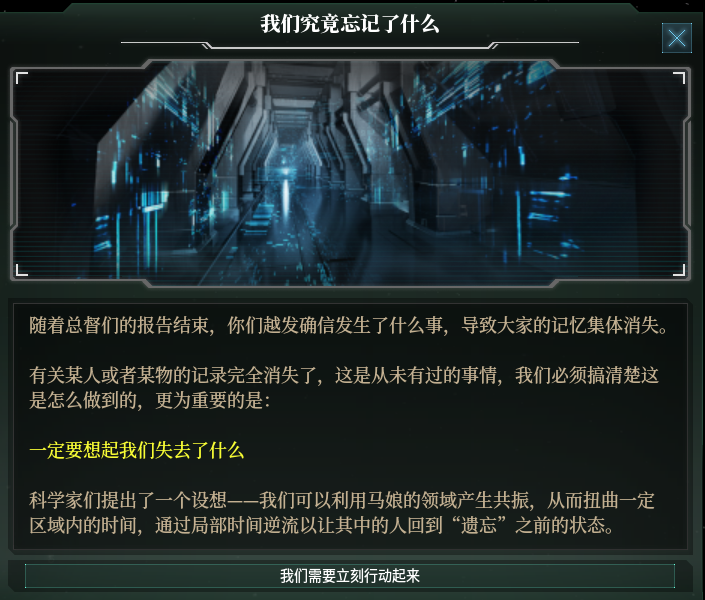 我们究竟忘记了什么
随着总督们的报告结束，你们越发确信发生了什么事，导致大家的记忆集体消失。
有关某人或者某物的记录完全消失了，这是从未有过的事情，我们必须搞清楚这
是怎么做到的，更为重要的是：
一定要想起我们失去了什么
科学家们提出了一个设想——我们可以利用马娘的领域产生共振，从而扭曲一定
区域内的时间，通过局部时间逆流以让其中的人回到“遗忘”之前的状态。
我们需要立刻行动起来